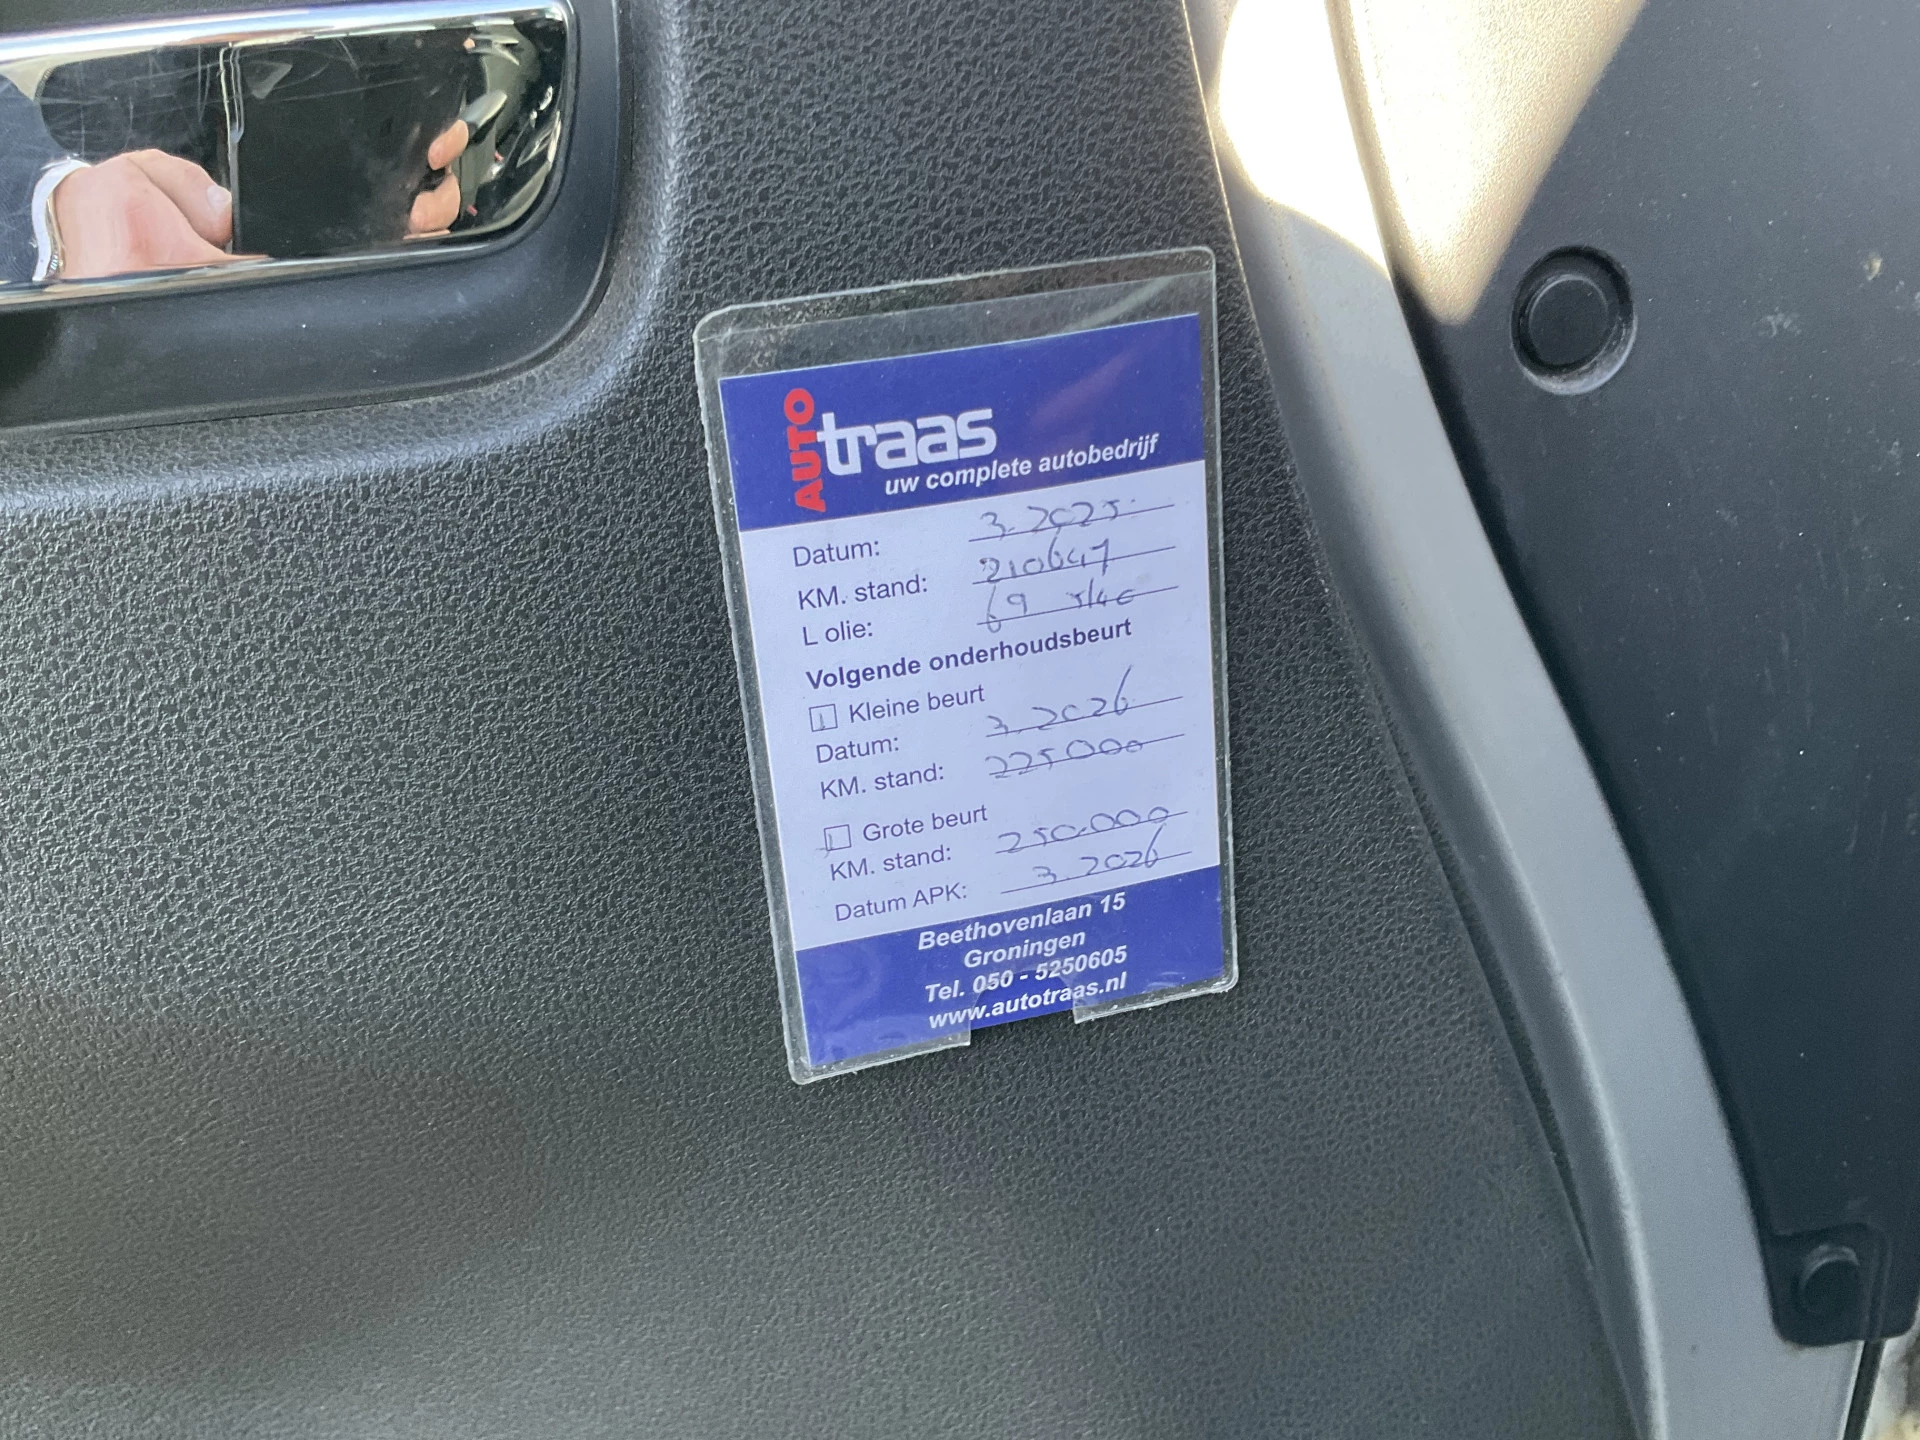 AUTO traas
uw complete autobedrijf
Datum: 3.2025.
KM. stand: 210647
L olie:
Volgende onderhoudsbeurt
Kleine beurt
Datum: 3.2026.
KM. stand: 225000
Grote beurt
KM. stand: 250.000
Datum APK: 3.2026
Beethovenlaan 15
Groningen
Tel. 050 - 5250605
www.autotraas.nl